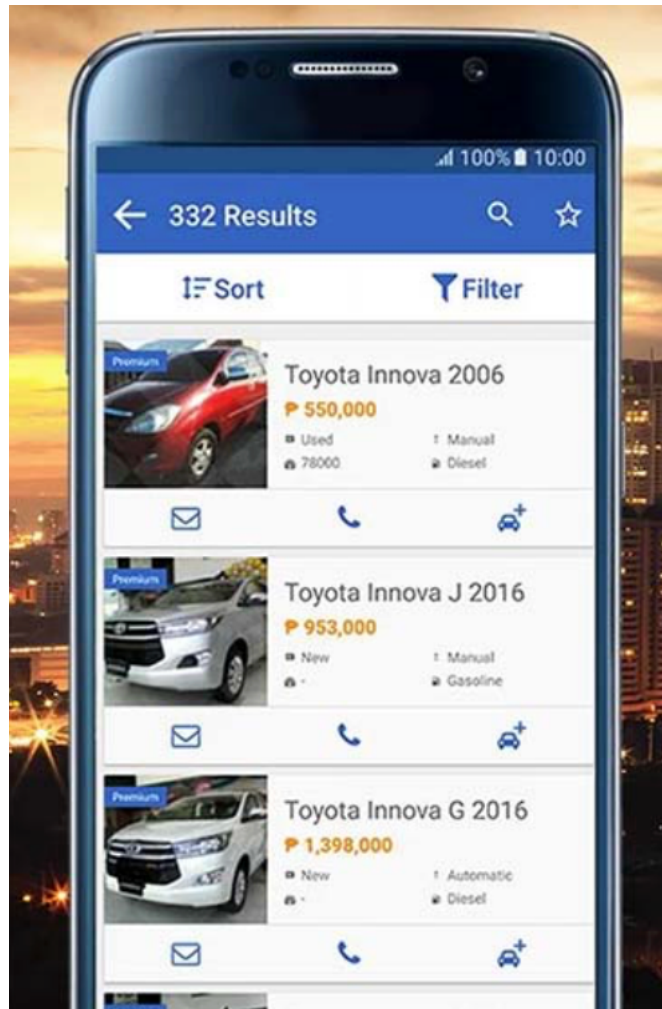 100% 10:00
332 Results
Sort Filter
Premium
Toyota Innova 2006
₱ 550,000
Used Manual
78000 Diesel
Premium
Toyota Innova J 2016
₱ 953,000
New Manual
- Gasoline
Premium
Toyota Innova G 2016
₱ 1,398,000
New Automatic
- Diesel